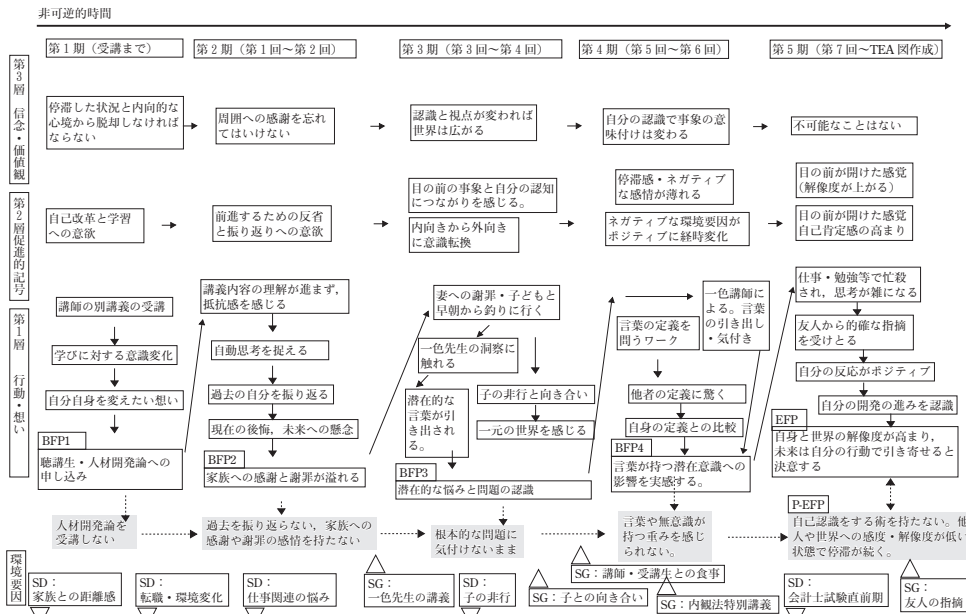 非可逆的時間
第1期（受講まで）
第2期（第1回～第2回）
第3期（第3回～第4回）
第4期（第5回～第6回）
第5期（第7回～TEA図作成）
第3層 信念・価値観
停滞した状況と内向的な
心境から脱却しなければ
ならない
周囲への感謝を忘れ
てはいけない
認識と視点が変われば
世界は広がる
自分の認識で事象の意
味付けは変わる
不可能なことはない
第2層促進的記号
自己改革と学習
への意欲
前進するための反省
と振り返りへの意欲
目の前の事象と自分の認知
につながりを感じる。
内向きから外向き
に意識転換
停滞感・ネガティブ
な感情が薄れる
ネガティブな環境要因が
ポジティブに経時変化
目の前が開けた感覚
（解像度が上がる）
目の前が開けた感覚
自己肯定感の高まり
第1層 行動・想い
講師の別講義の受講
学びに対する意識変化
自分自身を変えたい想い
BFP1
聴講生・人材開発論への
申し込み
講義内容の理解が進まず，
抵抗感を感じる
自動思考を捉える
過去の自分を振り返る
現在の後悔，未来への懸念
BFP2
家族への感謝と謝罪が溢れる
妻への謝罪・子どもと
早朝から釣りに行く
一色先生の洞察に
触れる
潜在的な
言葉が引
き出され
る。
子の非行と向き合い
一元の世界を感じる
BFP3
潜在的な悩みと問題の認識
言葉の定義を
問うワーク
一色講師に
よる。言葉
の引き出し
・気付き
他者の定義に驚く
自身の定義との比較
BFP4
言葉が持つ潜在意識への
影響を実感する。
仕事・勉強等で忙殺
され，思考が雑になる
友人から的確な指摘
を受けとる
自分の反応がポジティブ
自分の開発の進みを認識
EFP
自身と世界の解像度が高まり，
未来は自分の行動で引き寄せると
決意する
人材開発論を
受講しない
過去を振り返らない，家族への
感謝や謝罪の感情を持たない
根本的な問題に
気付けないまま
言葉や無意識が
持つ重みを感じ
られない。
P-EFP
自己認識をする術を持たない。他
人や世界への感度・解像度が低い
状態で停滞が続く。
環境要因
SD：
家族との距離感
SD：
転職・環境変化
SD：
仕事関連の悩み
SG：
一色先生の講義
SD：
子の非行
SG：講師・受講生との食事
SG：子との向き合い
SG：内観法特別講義
SD：
会計士試験直前期
SG：
友人の指摘